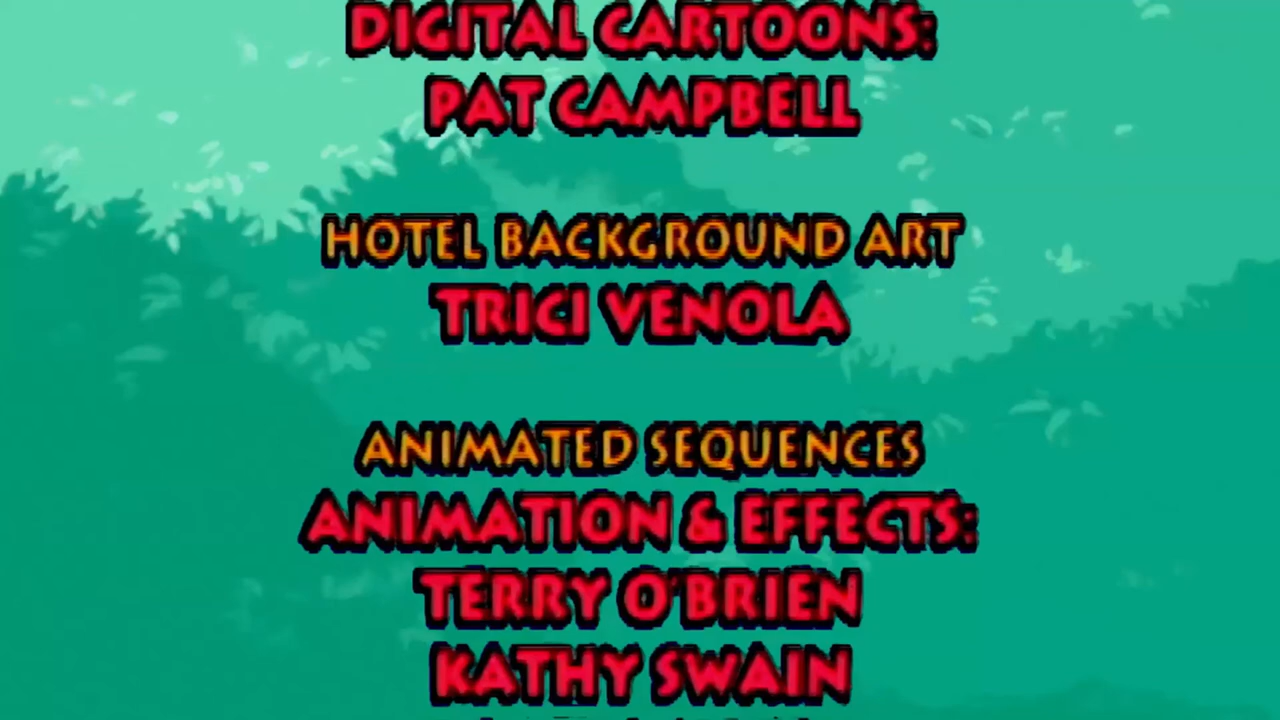 DIGITAL CARTOONS:
PAT CAMPBELL
HOTEL BACKGROUND ART
TRICI VENOLA
ANIMATED SEQUENCES
ANIMATION & EFFECTS:
TERRY O'BRIEN
KATHY SWAIN